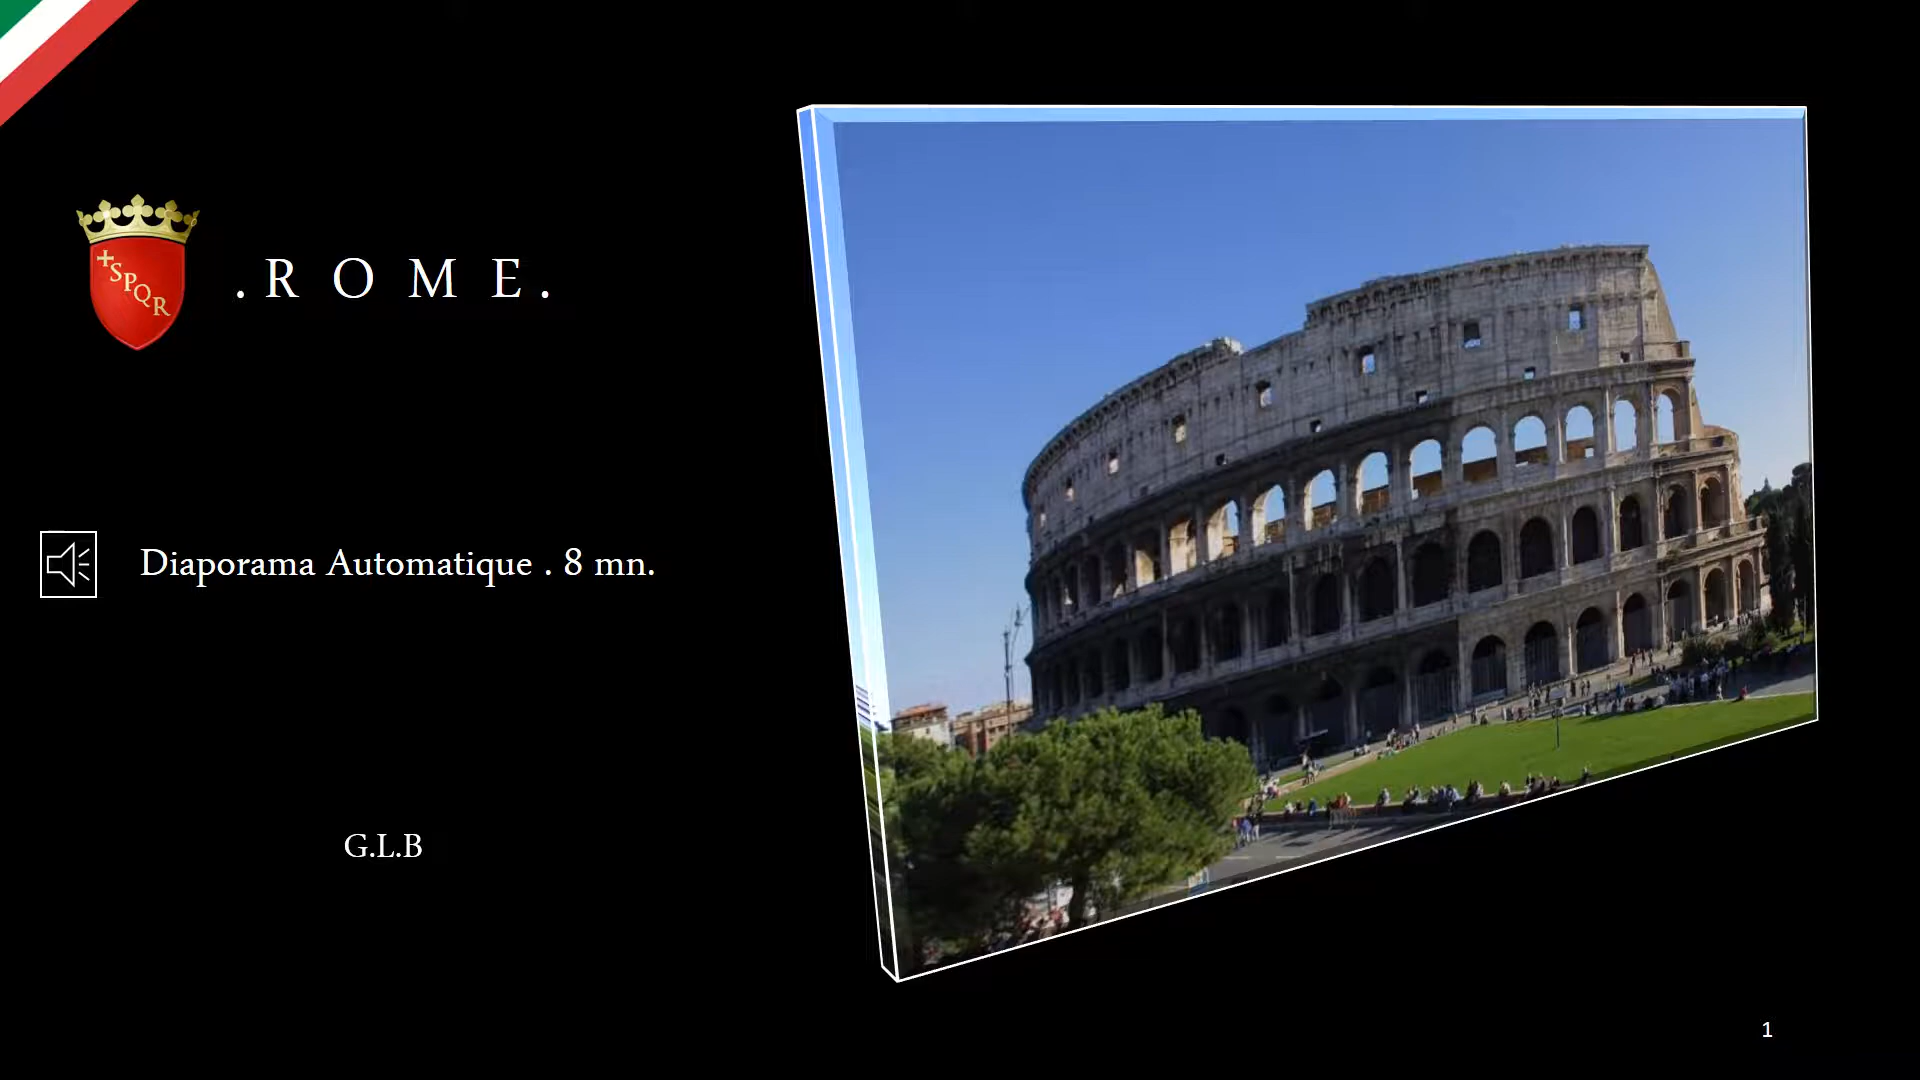 .R O M E.
SPQR
Diaporama Automatique . 8 mn.
G.L.B
1